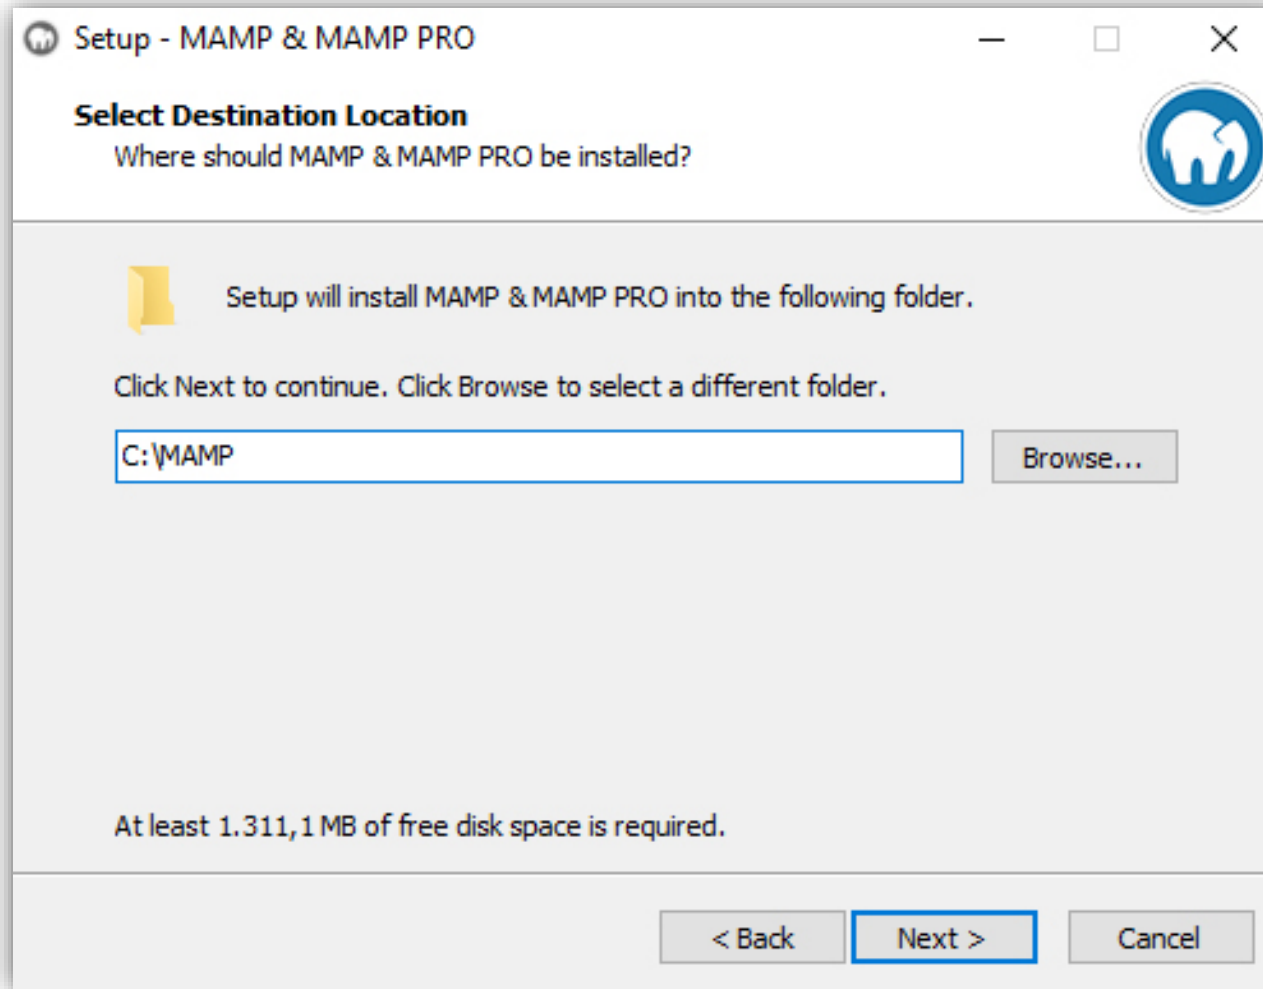 Setup - MAMP & MAMP PRO
Select Destination Location
Where should MAMP & MAMP PRO be installed?
Setup will install MAMP & MAMP PRO into the following folder.
Click Next to continue. Click Browse to select a different folder.
C:\MAMP
Browse...
At least 1.311,1 MB of free disk space is required.
< Back
Next >
Cancel